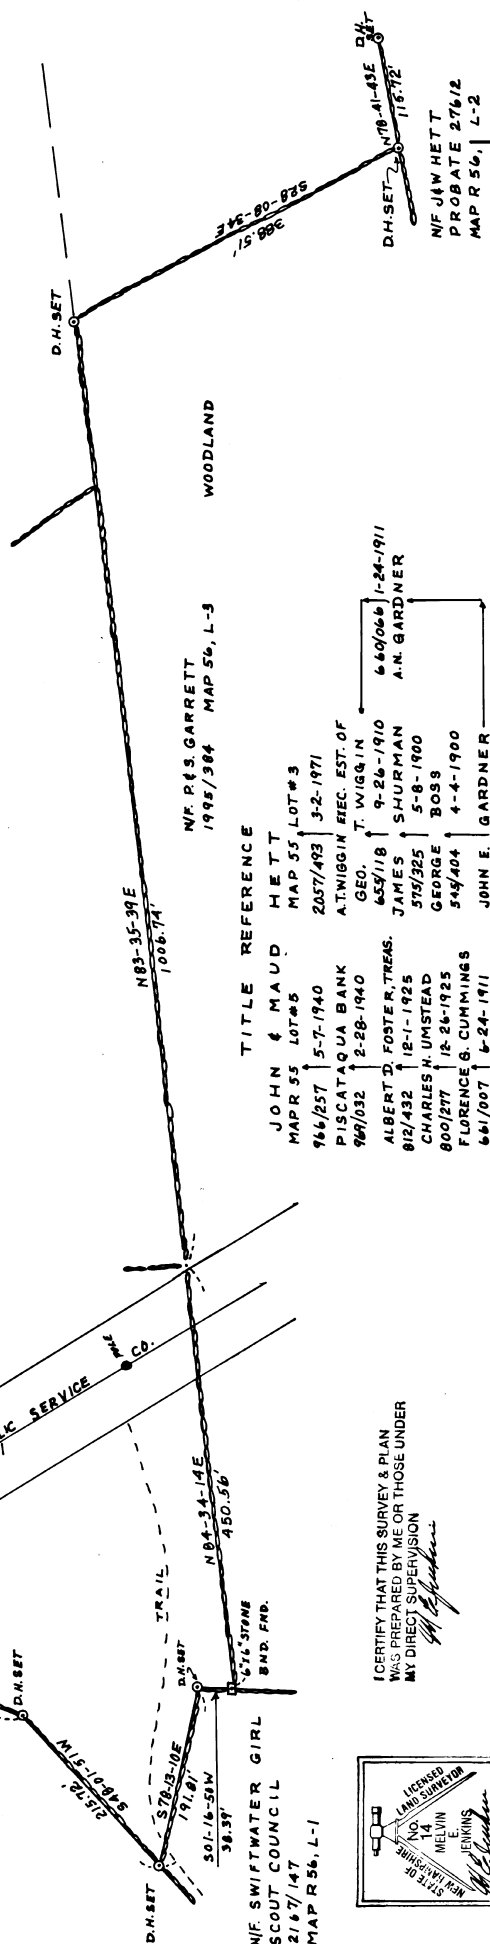 D.H.
SET
N78-41-43E
115.72'
D.H.SET
N/F J&W HETT
PROBATE 27612
MAP R 56, L-2
S28-08-34E
388.51'
D.H.SET
WOODLAND
N/F. P.&S. GARRETT
1995/384 MAP 56, L-3
N83-35-39E
1006.74'
TITLE REFERENCE
JOHN & MAUD HETT
MAP R 55 LOT #5
966/257 5-7-1940
PISCATAQUA BANK
969/032 2-28-1940
ALBERT D. FOSTER, TREAS.
812/432 12-1-1925
CHARLES H. UMSTEAD
800/277 12-26-1925
FLORENCE G. CUMMINGS
661/007 6-24-1911
MAP 55 LOT #3
2057/493 3-2-1971
A.T. WIGGIN EXEC. EST. OF
GEO. T. WIGGIN
655/118 9-26-1910
JAMES SHURMAN
575/325 5-8-1900
GEORGE BOSS
545/404 4-4-1900
JOHN E. GARDNER
660/066 1-24-1911
A.N. GARDNER
LIC SERVICE CO.
POLE
N84-34-14E
450.56'
TRAIL
6"x6" STONE
BND. FND.
D.H.SET
D.H.SET
S48-01-51W
215.72'
S78-13-10E
191.81'
S01-16-50W
38.39'
D.H.SET
N/F. SWIFTWATER GIRL
SCOUT COUNCIL
2167/147
MAP R56, L-1
I CERTIFY THAT THIS SURVEY & PLAN
WAS PREPARED BY ME OR THOSE UNDER
MY DIRECT SUPERVISION
LICENSED
LAND SURVEYOR
No.
14
MELVIN
E.
JENKINS
STATE OF
NEW HAMPSHIRE